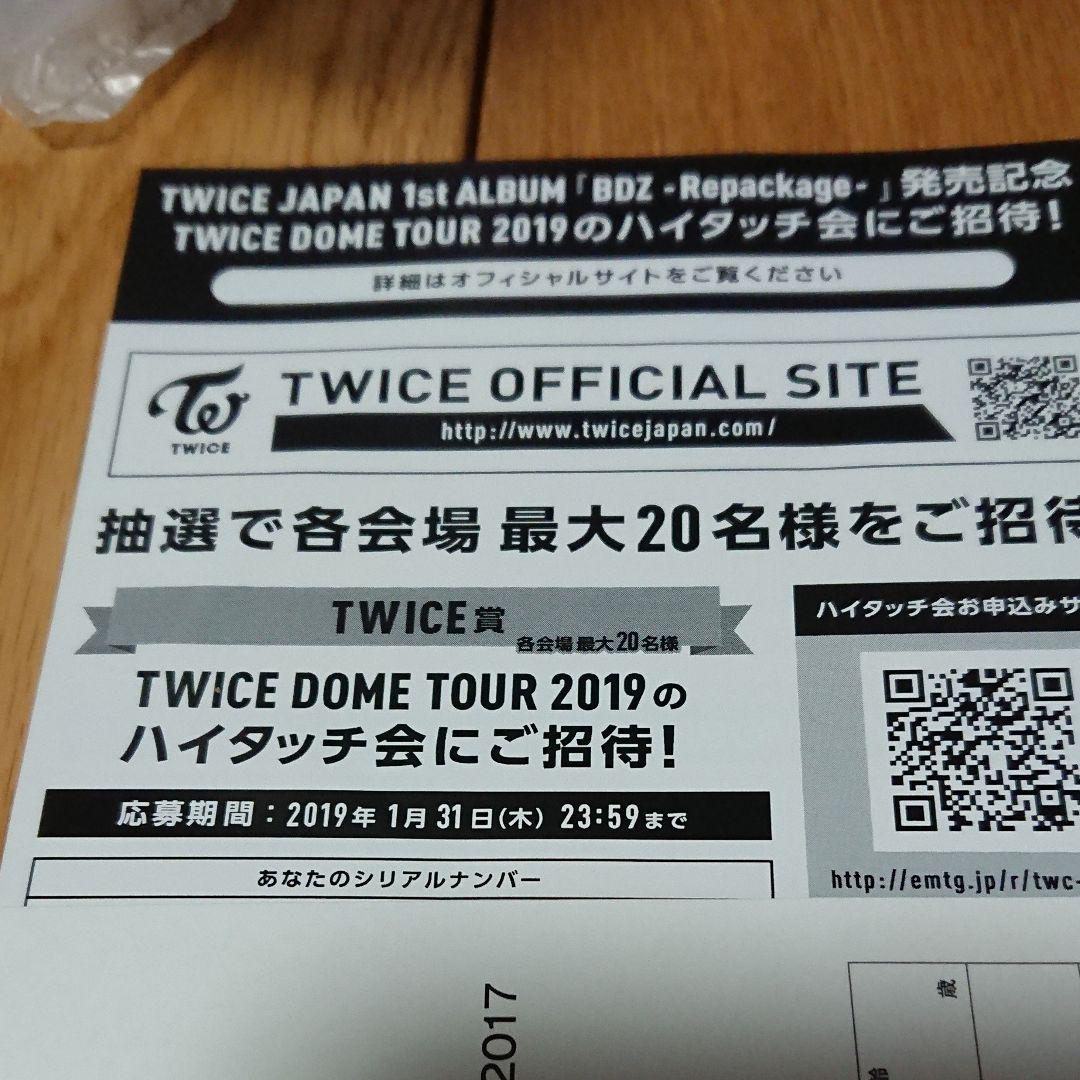 TWICE JAPAN 1st ALBUM『BDZ -Repackage-』発売記念
TWICE DOME TOUR 2019のハイタッチ会にご招待!
詳細はオフィシャルサイトをご覧ください
TWICE OFFICIAL SITE
http://www.twicejapan.com/
TWICE
抽選で各会場 最大20名様をご招待
TWICE賞
各会場 最大20名様
TWICE DOME TOUR 2019の
ハイタッチ会にご招待!
応募期間:2019年1月31日(木) 23:59まで
あなたのシリアルナンバー
ハイタッチ会お申込みサ
http://emtg.jp/r/twc-
2017
歳
齢